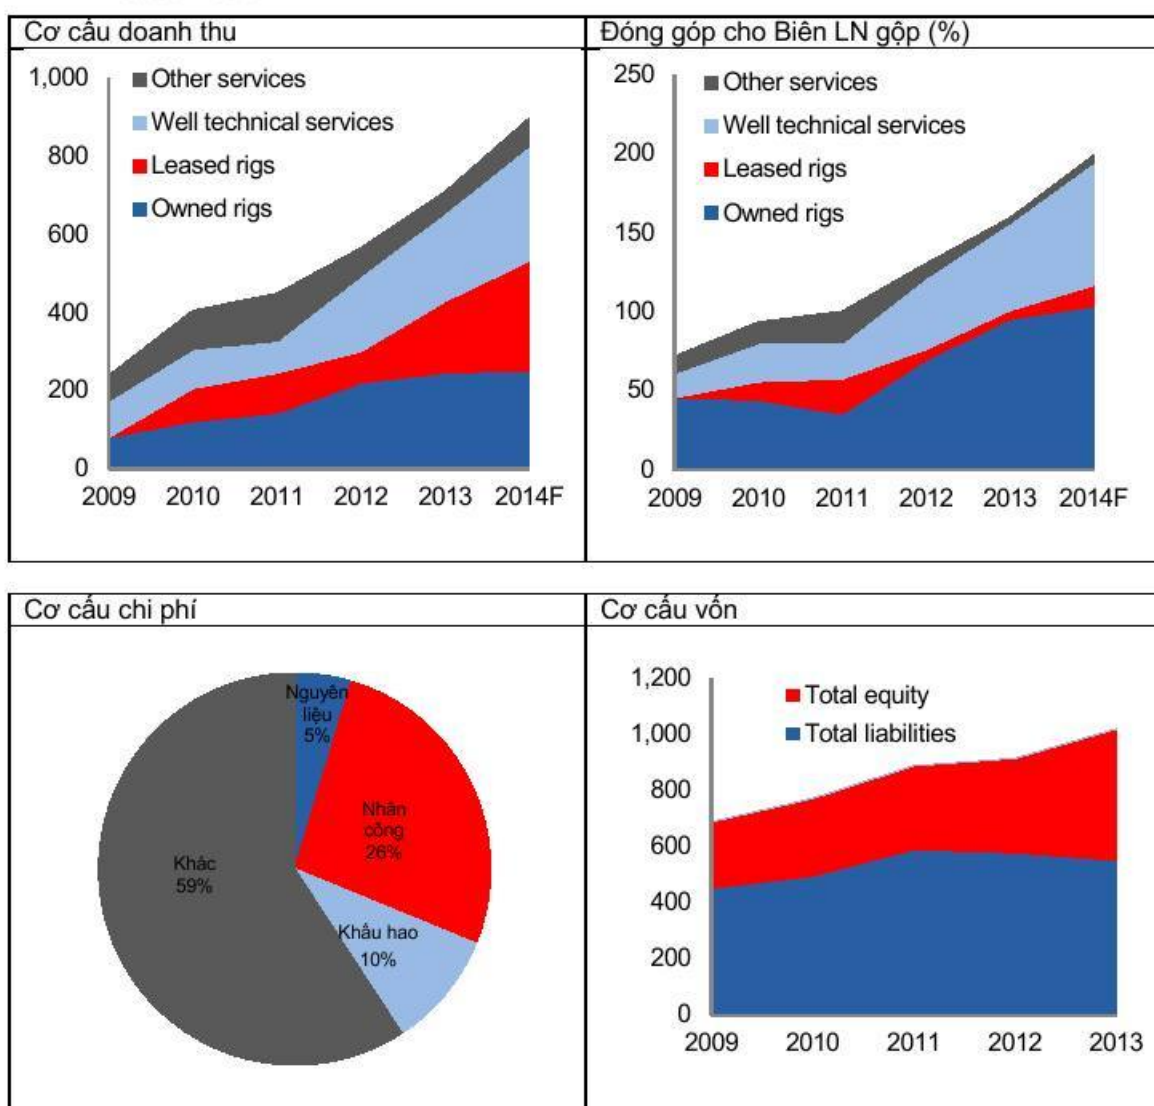 Cơ cấu doanh thu
1,000
800
600
400
200
0
Other services
Well technical services
Leased rigs
Owned rigs
2009 2010 2011 2012 2013 2014F
Đóng góp cho Biên LN gộp (%)
250
200
150
100
50
0
Other services
Well technical services
Leased rigs
Owned rigs
2009 2010 2011 2012 2013 2014F
Cơ cấu chi phí
Nguyên
liệu
5%
Nhân
công
26%
Khấu hao
10%
Khác
59%
Cơ cấu vốn
1,200
1,000
800
600
400
200
0
Total equity
Total liabilities
2009 2010 2011 2012 2013